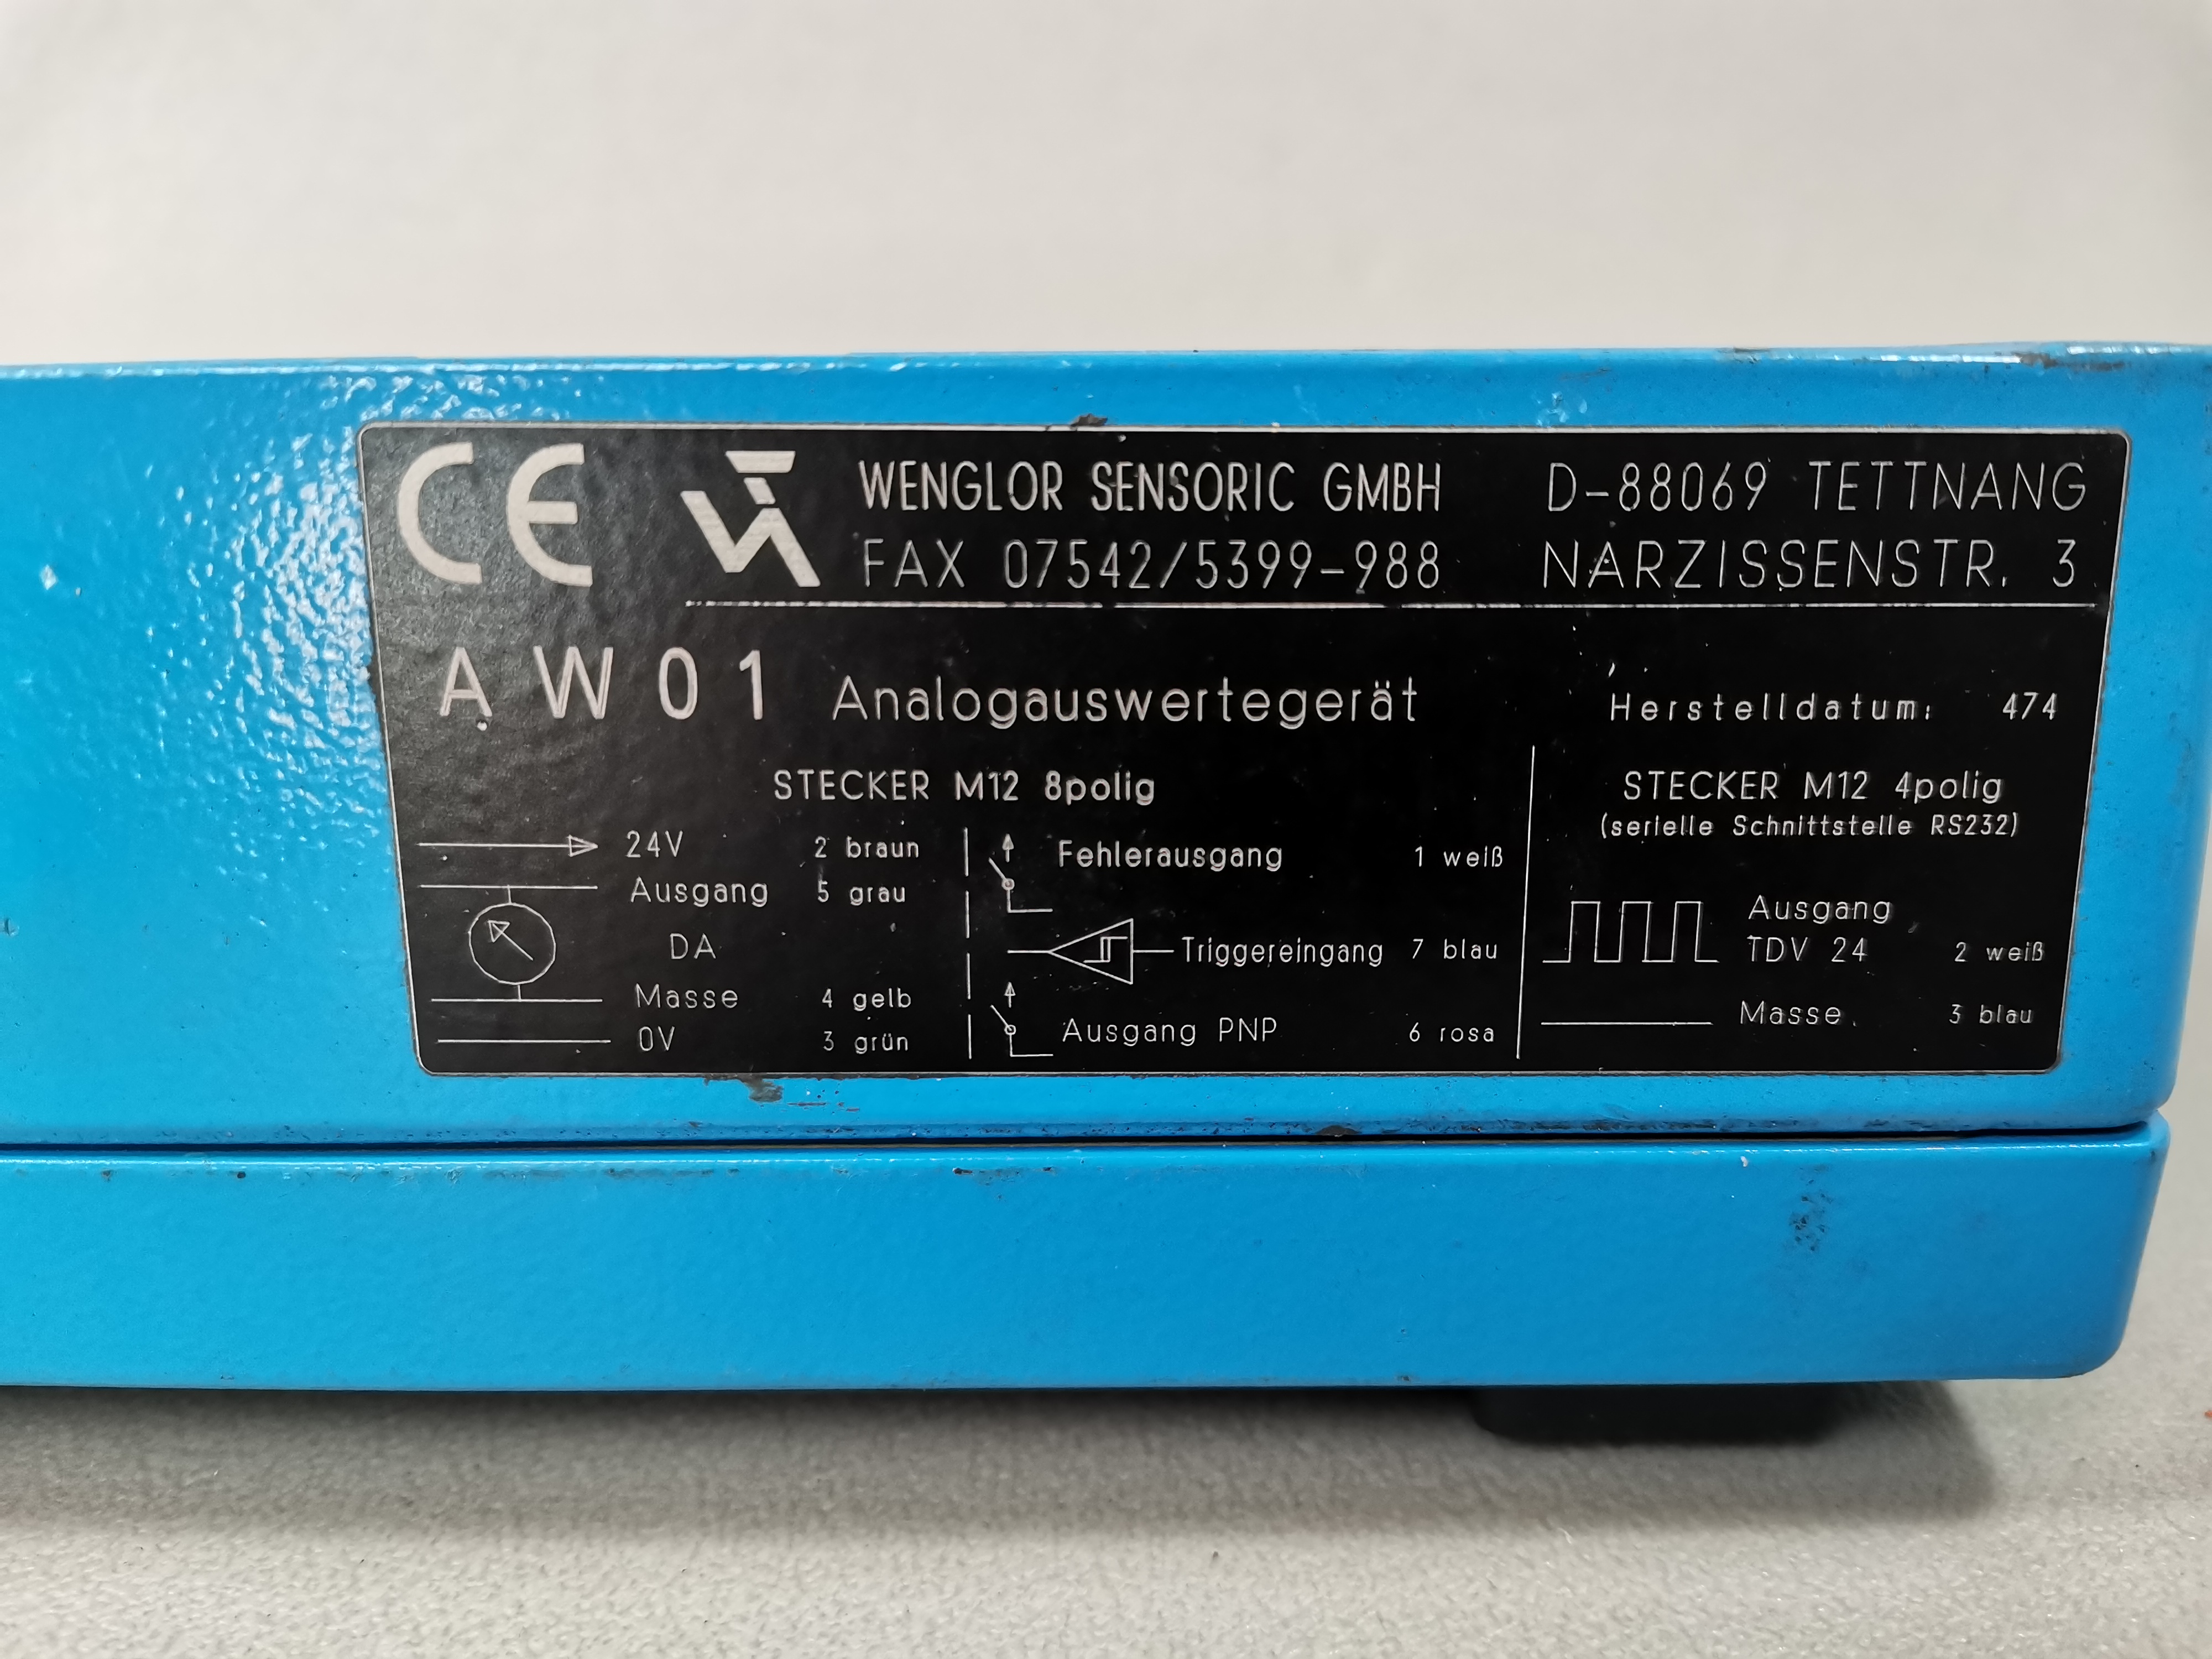 CE WENGLOR SENSORIC GMBH D-88069 TETTNANG
FAX 07542/5399-988 NARZISSENSTR. 3
AW01 Analogauswertegerät Herstelldatum: 474
STECKER M12 8polig
24V 2 braun
Ausgang 5 grau
DA
Masse 4 gelb
0V 3 grün
Fehlerausgang 1 weiß
Triggereingang 7 blau
Ausgang PNP 6 rosa
STECKER M12 4polig
(serielle Schnittstelle RS232)
Ausgang
TDV 24 2 weiß
Masse 3 blau